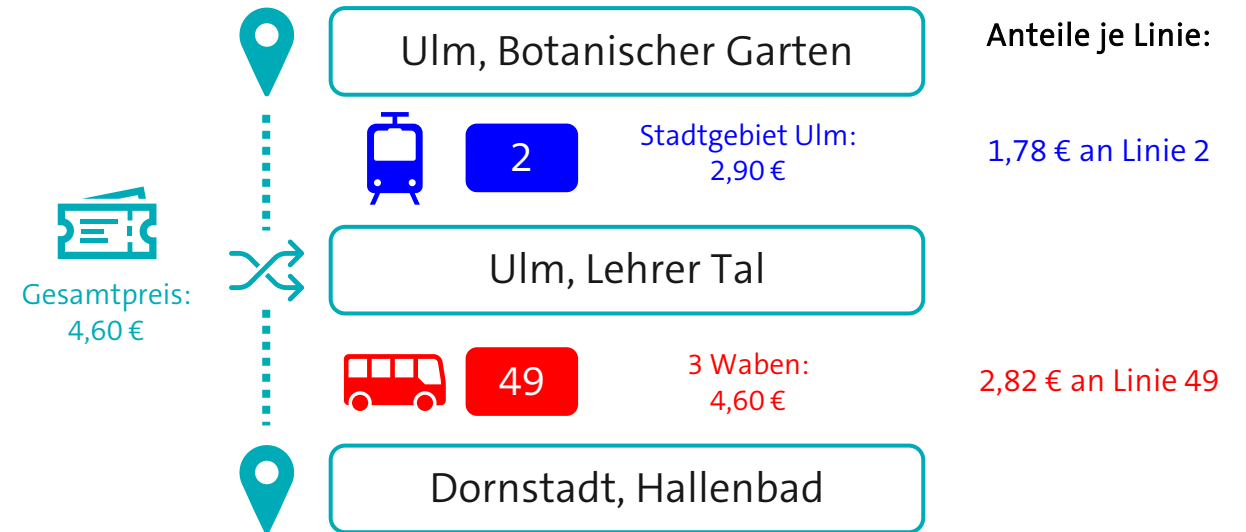 Ulm, Botanischer Garten
Anteile je Linie:
2
Stadtgebiet Ulm:
2,90 €
1,78 € an Linie 2
Gesamtpreis:
4,60 €
Ulm, Lehrer Tal
49
3 Waben:
4,60 €
2,82 € an Linie 49
Dornstadt, Hallenbad